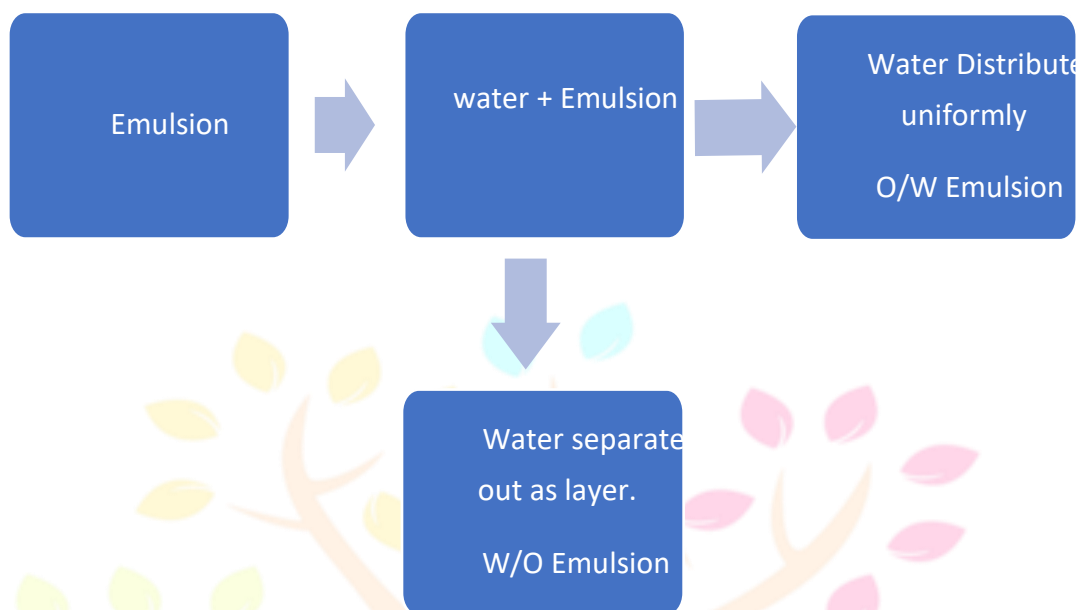 Emulsion
water + Emulsion
Water Distribute
uniformly
O/W Emulsion
Water separate
out as layer.
W/O Emulsion